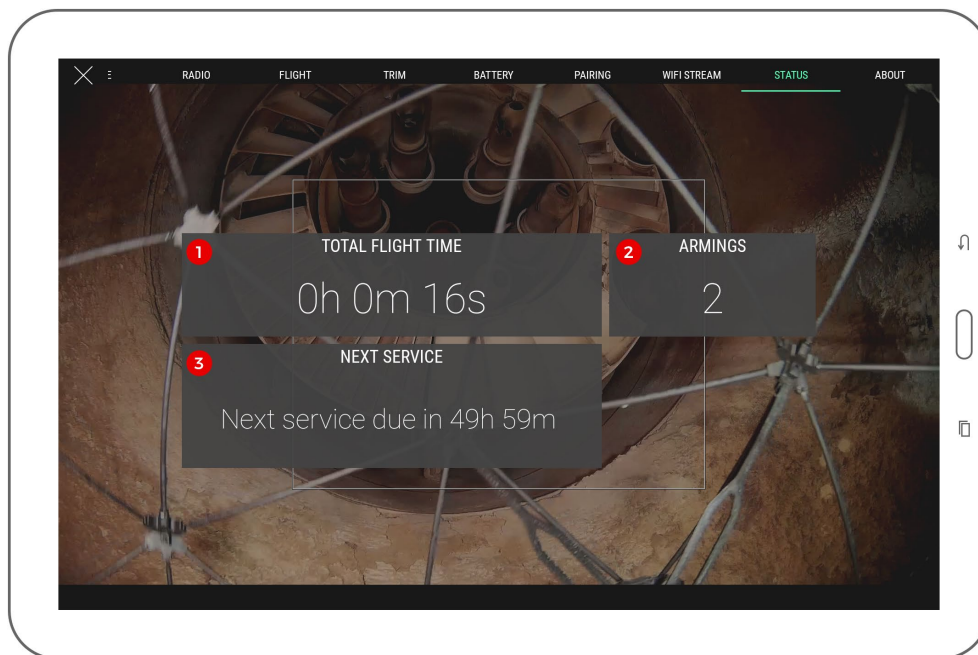 RADIO FLIGHT TRIM BATTERY PAIRING WIFI STREAM STATUS ABOUT
1 TOTAL FLIGHT TIME
0h 0m 16s
2 ARMINGS
2
3 NEXT SERVICE
Next service due in 49h 59m